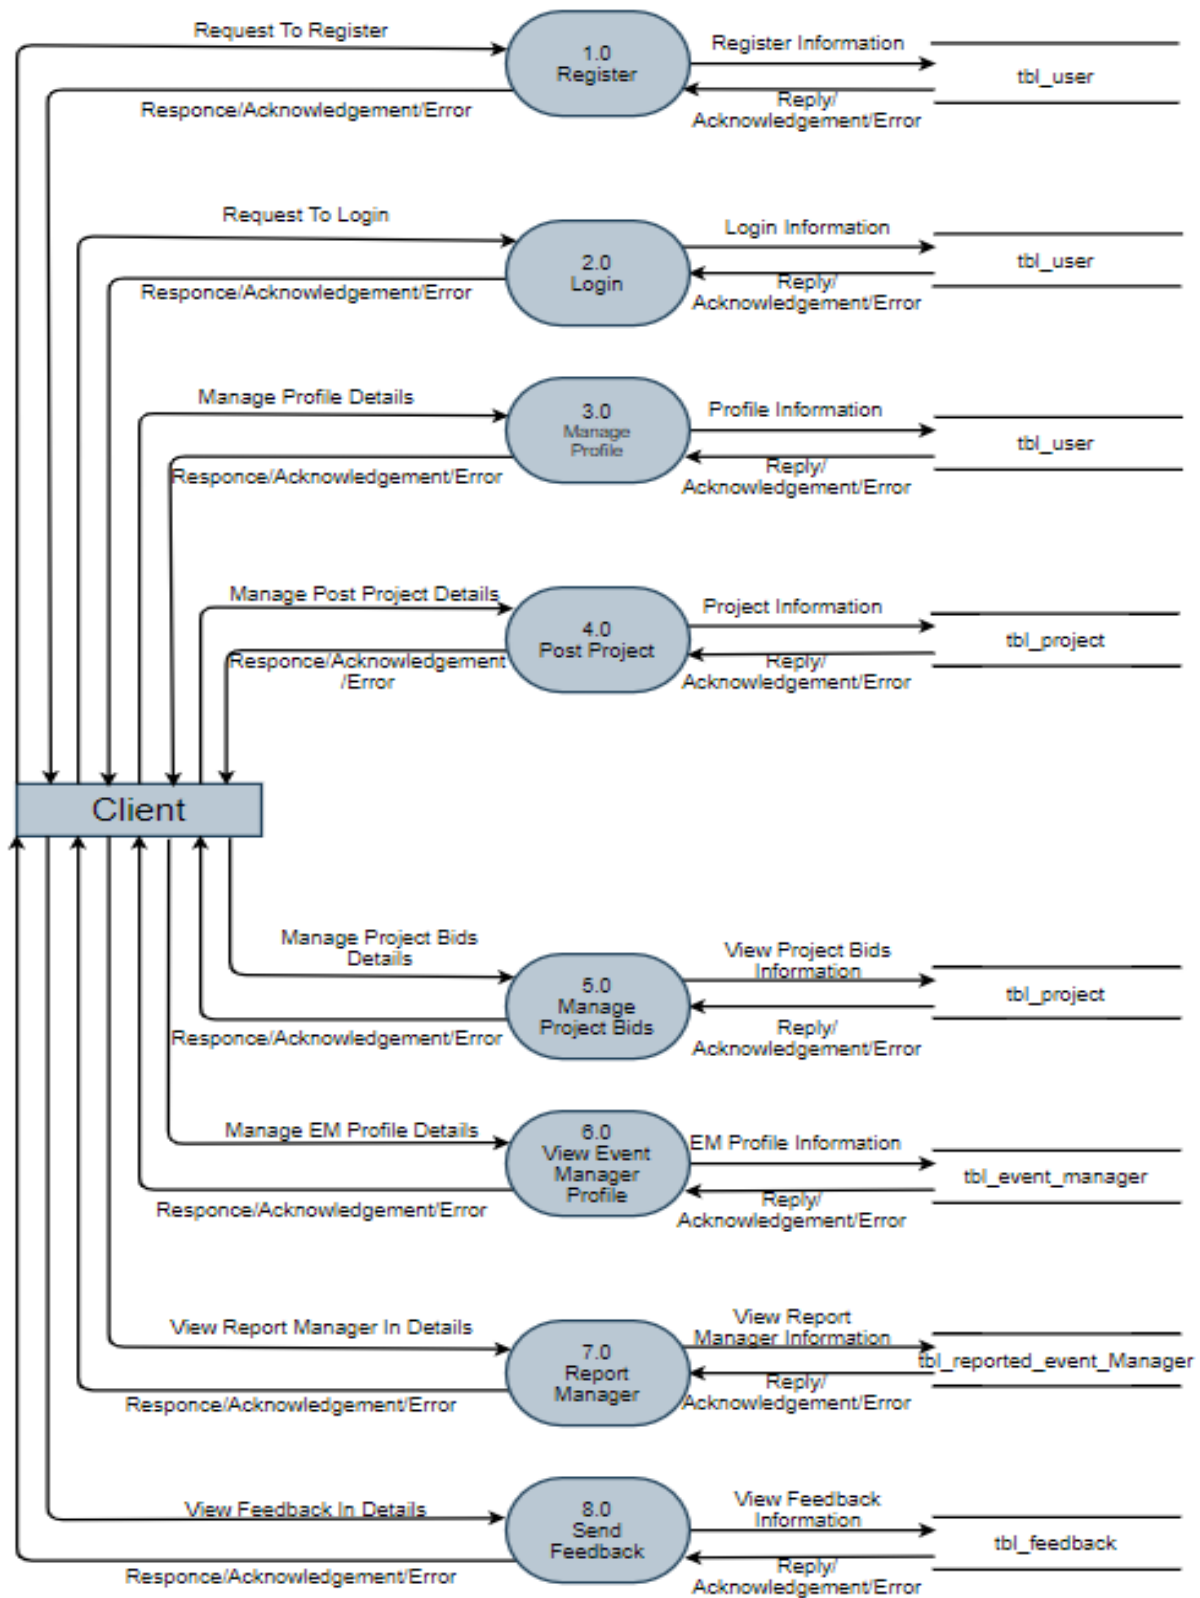 Request To Register
1.0
Register
Register Information
tbl_user
Responce/Acknowledgement/Error
Reply/
Acknowledgement/Error
Request To Login
2.0
Login
Login Information
tbl_user
Responce/Acknowledgement/Error
Reply/
Acknowledgement/Error
Manage Profile Details
3.0
Manage
Profile
Profile Information
tbl_user
Responce/Acknowledgement/Error
Reply/
Acknowledgement/Error
Manage Post Project Details
4.0
Post Project
Project Information
tbl_project
Responce/Acknowledgement
/Error
Reply/
Acknowledgement/Error
Client
Manage Project Bids
Details
5.0
Manage
Project Bids
View Project Bids
Information
tbl_project
Responce/Acknowledgement/Error
Reply/
Acknowledgement/Error
Manage EM Profile Details
6.0
View Event
Manager
Profile
EM Profile Information
tbl_event_manager
Responce/Acknowledgement/Error
Reply/
Acknowledgement/Error
View Report Manager In Details
7.0
Report
Manager
View Report
Manager Information
tbl_reported_event_Manager
Responce/Acknowledgement/Error
Reply/
Acknowledgement/Error
View Feedback In Details
8.0
Send
Feedback
View Feedback
Information
tbl_feedback
Responce/Acknowledgement/Error
Reply/
Acknowledgement/Error